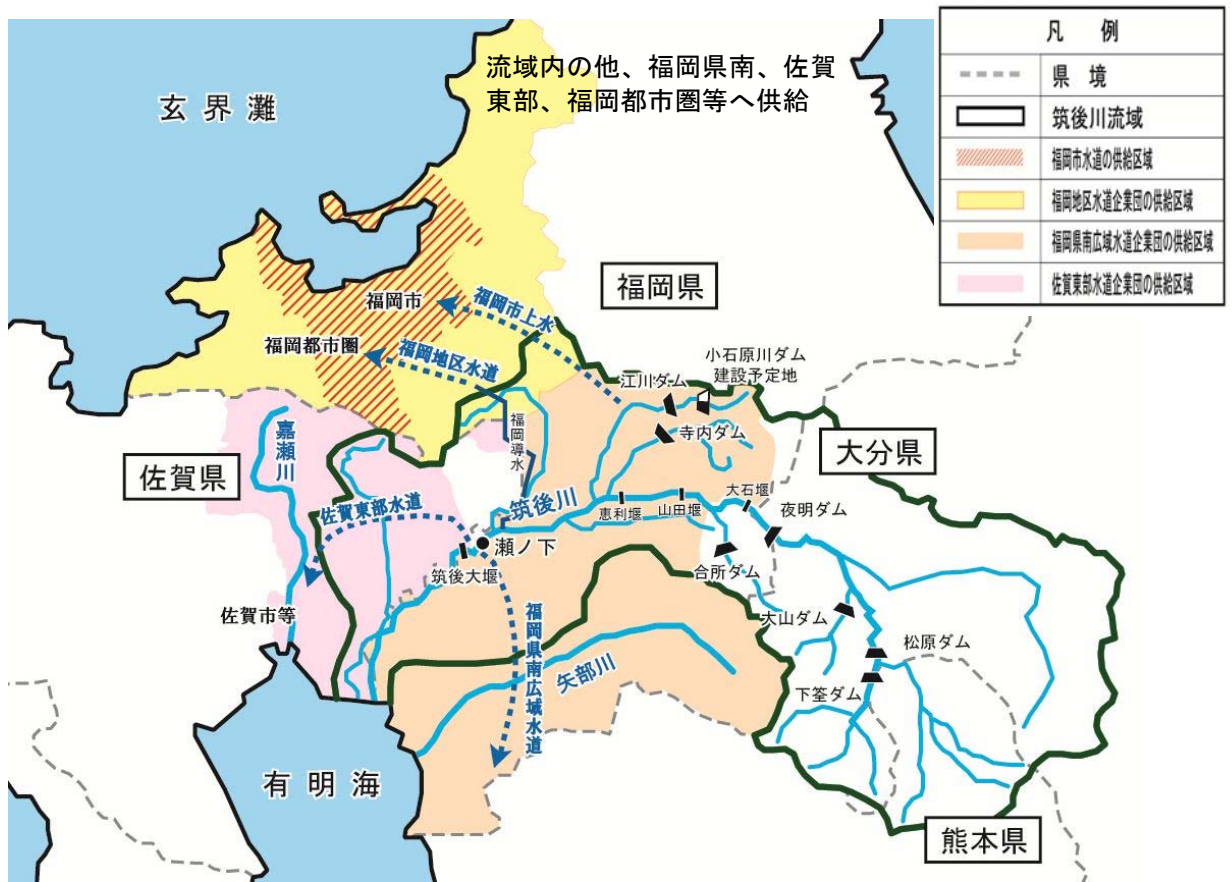 流域内の他、福岡県南、佐賀
東部、福岡都市圏等へ供給
凡 例
県 境
筑後川流域
福岡市水道の供給区域
福岡地区水道企業団の供給区域
福岡県南広域水道企業団の供給区域
佐賀東部水道企業団の供給区域
玄界灘
福岡県
福岡市
福岡市上水
福岡都市圏
福岡地区水道
小石原川ダム
建設予定地
江川ダム
寺内ダム
福岡導水
嘉瀬川
佐賀県
大分県
佐賀東部水道
筑後川
恵利堰
山田堰
大石堰
夜明ダム
瀬ノ下
筑後大堰
合所ダム
佐賀市等
大山ダム
松原ダム
福岡県南広域水道
矢部川
下筌ダム
有明海
熊本県